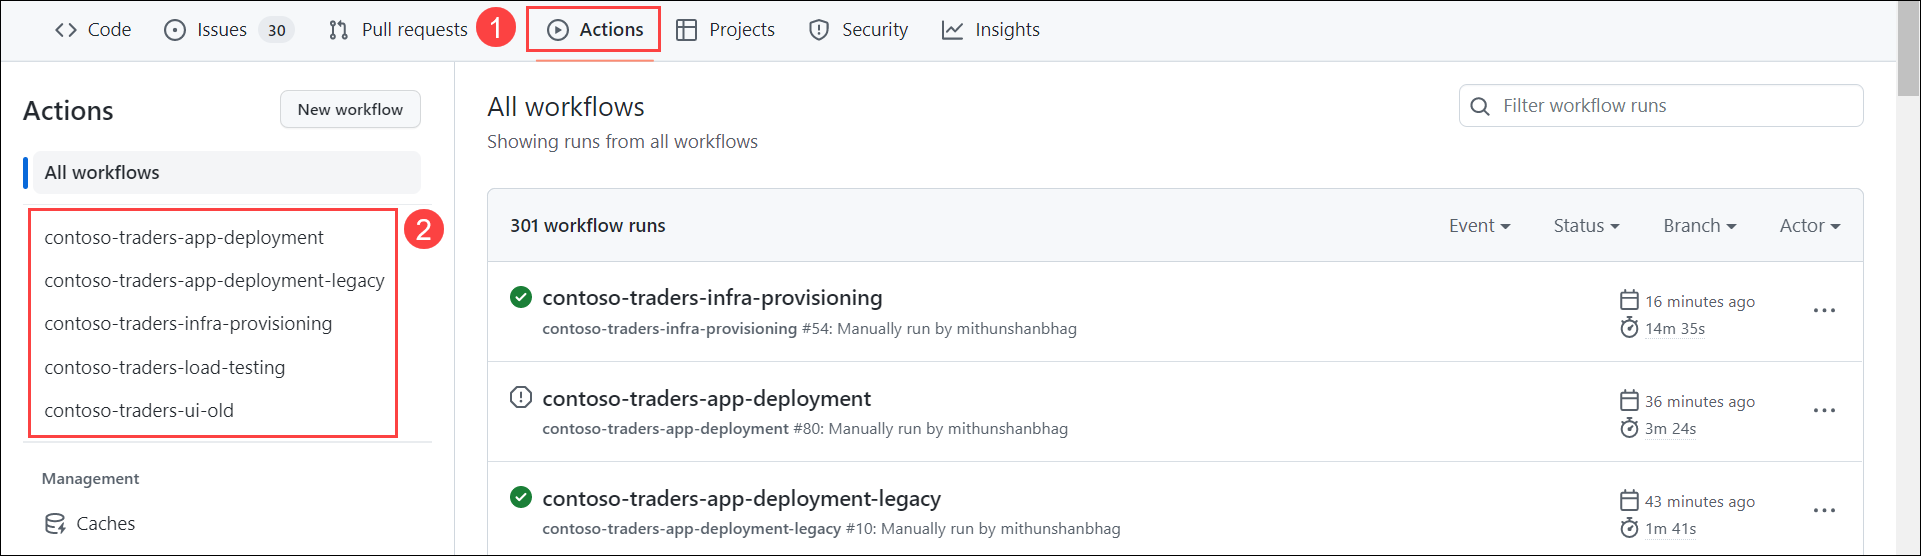 Code Issues 30 Pull requests 1 Actions Projects Security Insights
Actions New workflow
All workflows
contoso-traders-app-deployment 2
contoso-traders-app-deployment-legacy
contoso-traders-infra-provisioning
contoso-traders-load-testing
contoso-traders-ui-old
Management
Caches
All workflows
Filter workflow runs
Showing runs from all workflows
301 workflow runs Event Status Branch Actor
contoso-traders-infra-provisioning 16 minutes ago
contoso-traders-infra-provisioning #54: Manually run by mithunshanbhag 14m 35s
contoso-traders-app-deployment 36 minutes ago
contoso-traders-app-deployment #80: Manually run by mithunshanbhag 3m 24s
contoso-traders-app-deployment-legacy 43 minutes ago
contoso-traders-app-deployment-legacy #10: Manually run by mithunshanbhag 1m 41s